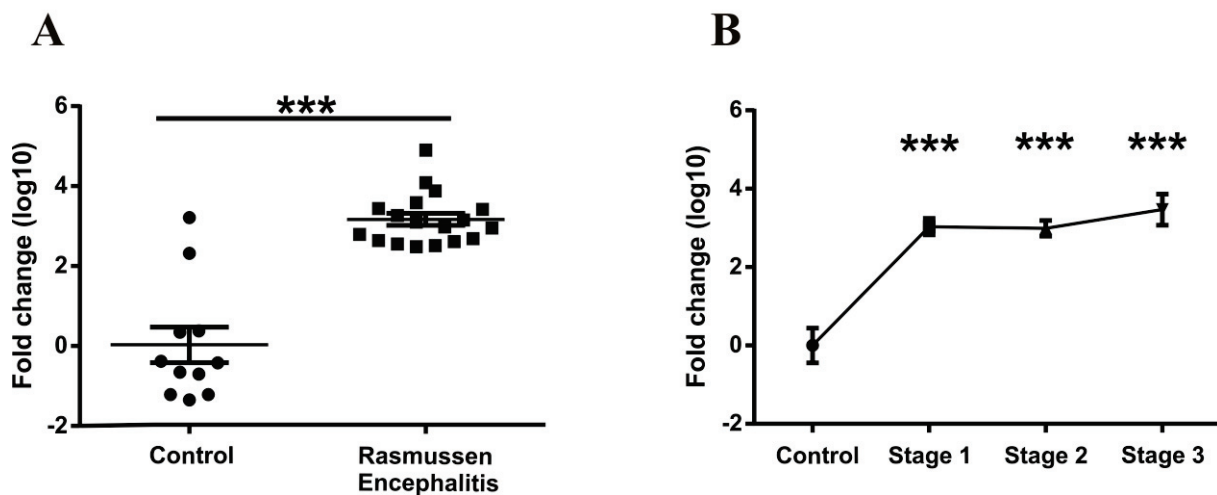 A
Fold change (log10)
6
4
2
0
-2
***
Control
Rasmussen
Encephalitis
B
Fold change (log10)
6
4
2
0
-2
***
***
***
Control
Stage 1
Stage 2
Stage 3